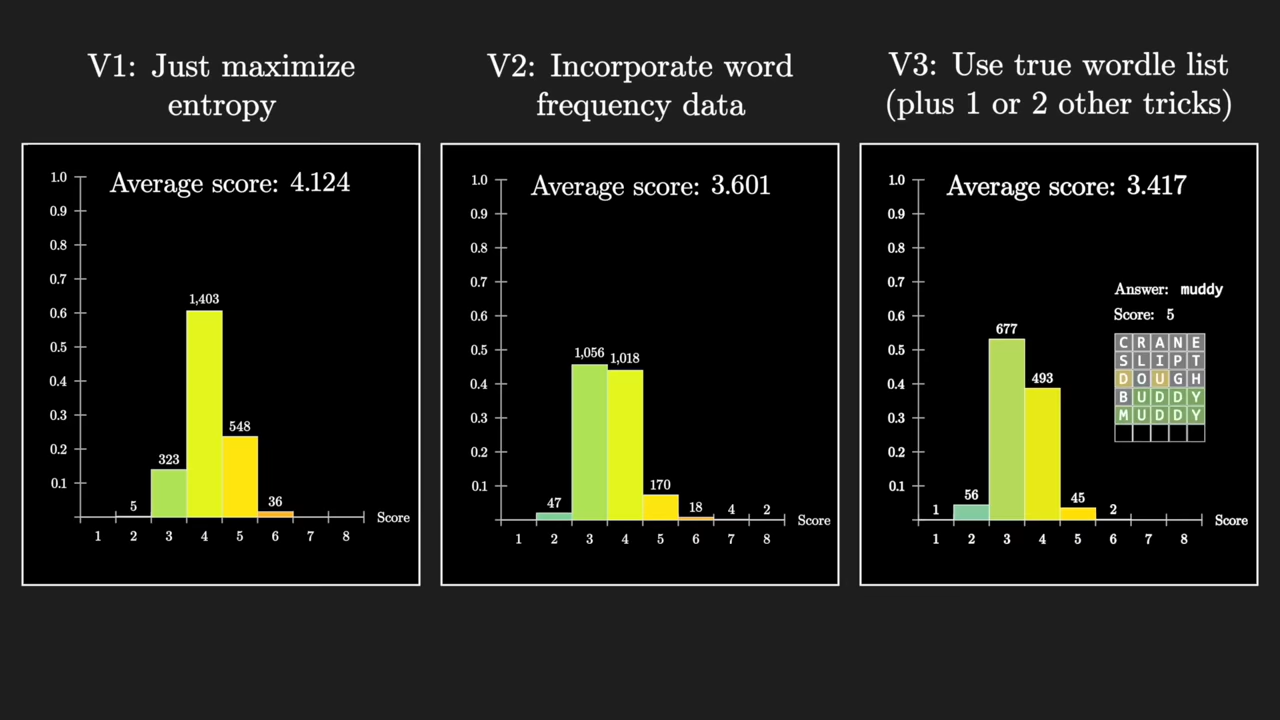 V1: Just maximize
entropy
V2: Incorporate word
frequency data
V3: Use true wordle list
(plus 1 or 2 other tricks)
Average score: 4.124
1.0
0.9
0.8
0.7
0.6
0.5
0.4
0.3
0.2
0.1
5
323
1,403
548
36
Score
1 2 3 4 5 6 7 8
Average score: 3.601
1.0
0.9
0.8
0.7
0.6
0.5
0.4
0.3
0.2
0.1
47
1,056
1,018
170
18
4
2
Score
1 2 3 4 5 6 7 8
Average score: 3.417
1.0
0.9
0.8
0.7
0.6
0.5
0.4
0.3
0.2
0.1
1
56
677
493
45
2
Score
1 2 3 4 5 6 7 8
Answer: muddy
Score: 5
CRANE
SLIPT
DOUGH
BUDDY
MUDDY